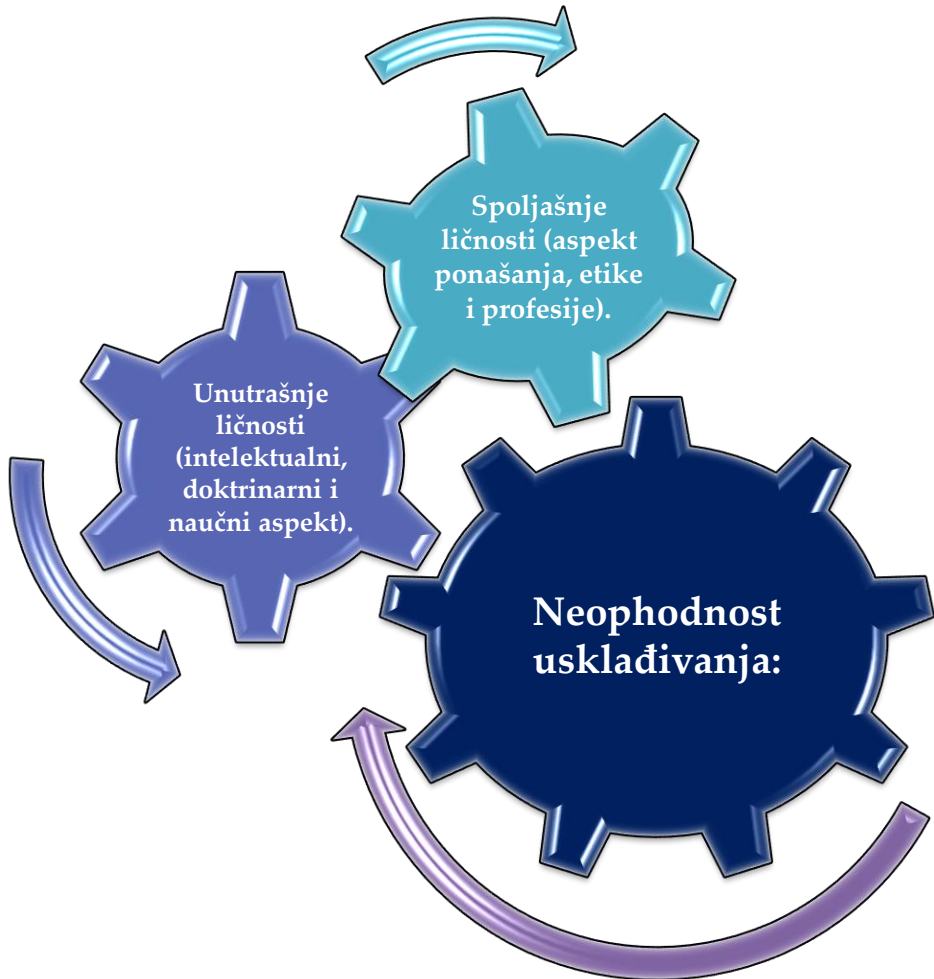 Spoljašnje
ličnosti (aspekt
ponašanja, etike
i profesije).
Unutrašnje
ličnosti
(intelektualni,
doktrinarni i
naučni aspekt).
Neophodnost
usklađivanja: